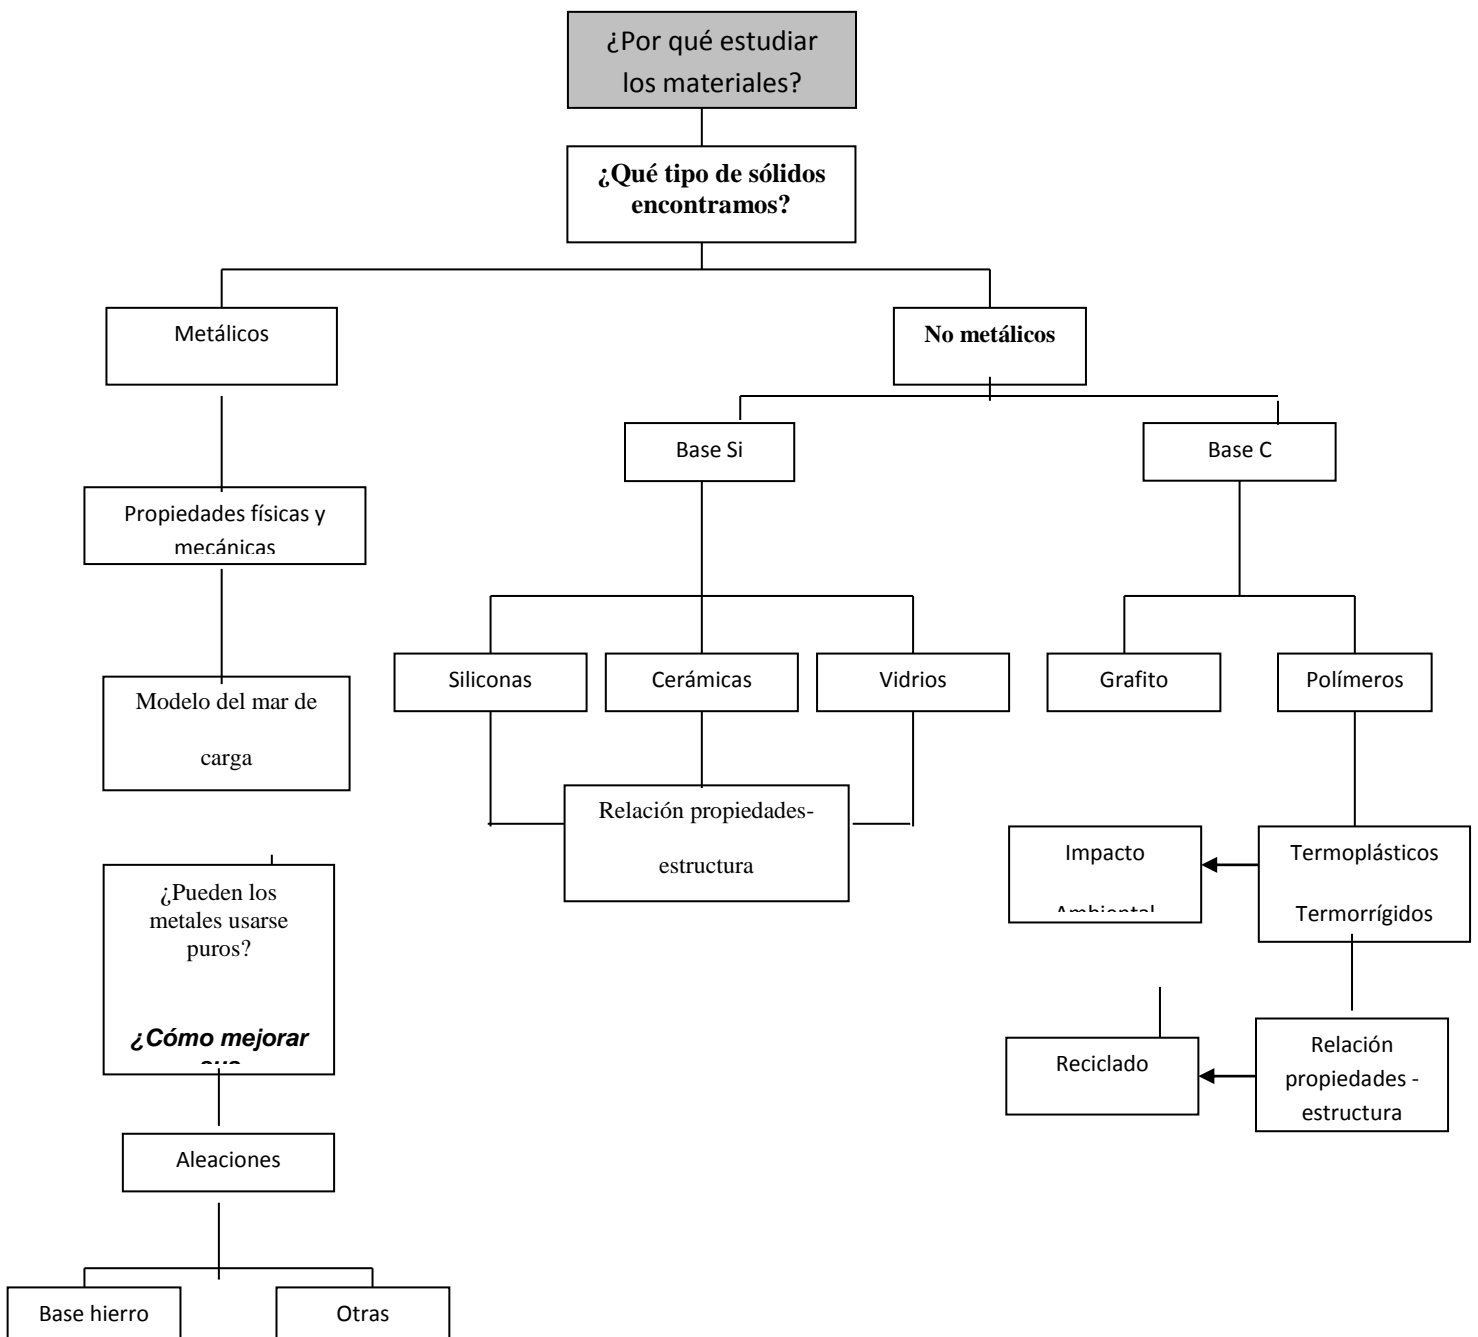 ¿Por qué estudiar
los materiales?
¿Qué tipo de sólidos
encontramos?
Metálicos
No metálicos
Base Si
Base C
Propiedades físicas y
mecánicas
Siliconas
Cerámicas
Vidrios
Grafito
Polímeros
Modelo del mar de
carga
Relación propiedades-
estructura
Impacto
Ambiental
Termoplásticos
Termorrígidos
¿Pueden los
metales usarse
puros?
¿Cómo mejorar
sus
Reciclado
Relación
propiedades -
estructura
Aleaciones
Base hierro
Otras